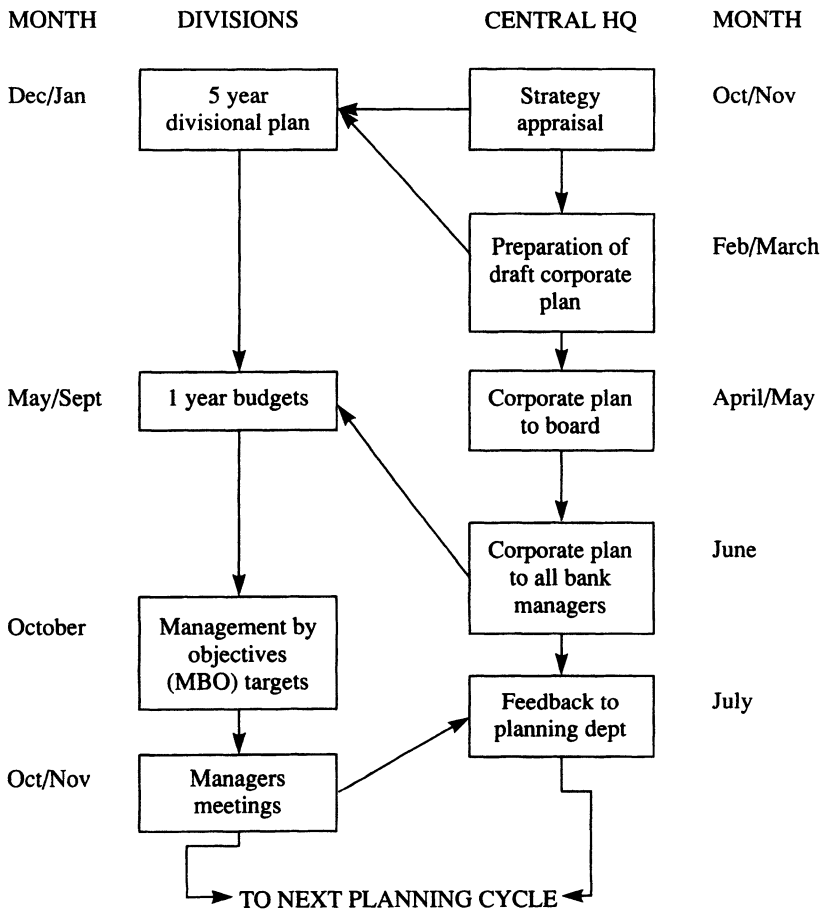 MONTH DIVISIONS CENTRAL HQ MONTH
Dec/Jan
5 year
divisional plan
Strategy
appraisal
Oct/Nov
Preparation of
draft corporate
plan
Feb/March
May/Sept
1 year budgets
Corporate plan
to board
April/May
Corporate plan
to all bank
managers
June
October
Management by
objectives
(MBO) targets
Feedback to
planning dept
July
Oct/Nov
Managers
meetings
TO NEXT PLANNING CYCLE